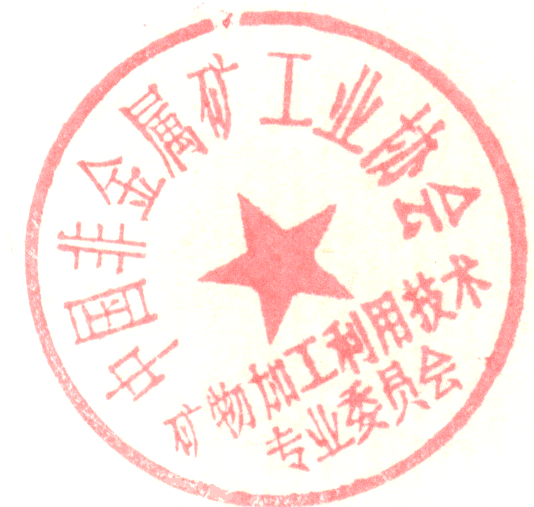 中国非金属矿工业协会
矿物加工利用技术
专业委员会